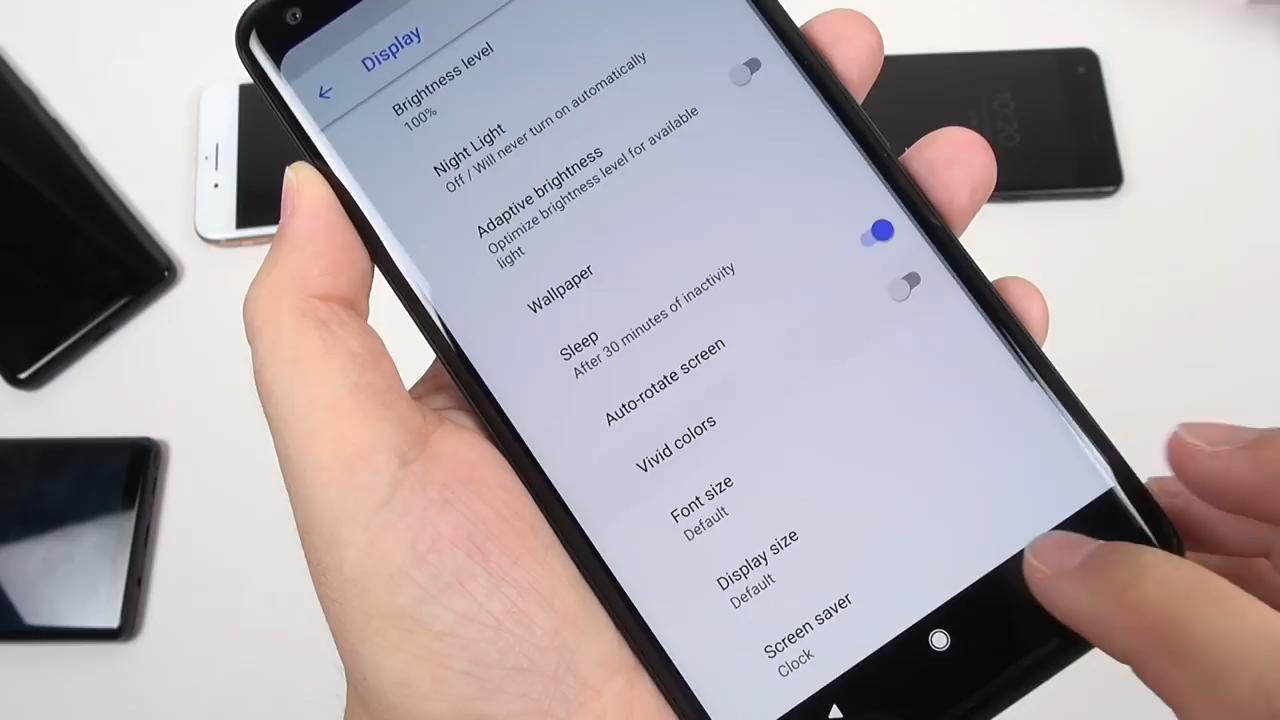 Display
Brightness level
100%
Night Light
Off / Will never turn on automatically
Adaptive brightness
Optimize brightness level for available
light
Wallpaper
Sleep
After 30 minutes of inactivity
Auto-rotate screen
Vivid colors
Font size
Default
Display size
Default
Screen saver
Clock